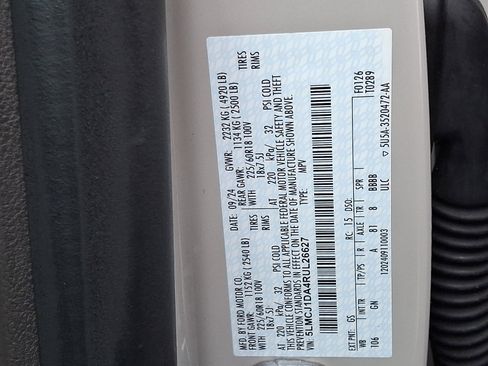 MFD. BY FORD MOTOR CO. DATE: 09/24 GVWR: 2232 KG ( 4920 LB)
FRONT GAWR: 1152 KG (2540 LB) REAR GAWR: 1134 KG ( 2500 LB)
WITH 225/60R18 100V TIRES WITH 225/60R18 100V TIRES
18x7.5J RIMS 18x7.5J RIMS
AT 220 kPa/ 32 PSI COLD AT 220 kPa/ 32 PSI COLD
THIS VEHICLE CONFORMS TO ALL APPLICABLE FEDERAL MOTOR VEHICLE SAFETY AND THEFT
PREVENTION STANDARDS IN EFFECT ON THE DATE OF MANUFACTURE SHOWN ABOVE.
VIN: 5LMCJ1DA4RUL26627 TYPE: MPV
F0126
T0289
EXT PNT: GS RC: 15 DSO:
WB INT TR TP/PS R AXLE TR SPR
106 GN A 81 8 BBBB
1202409110003 ULC
5U5A-3520472-AA